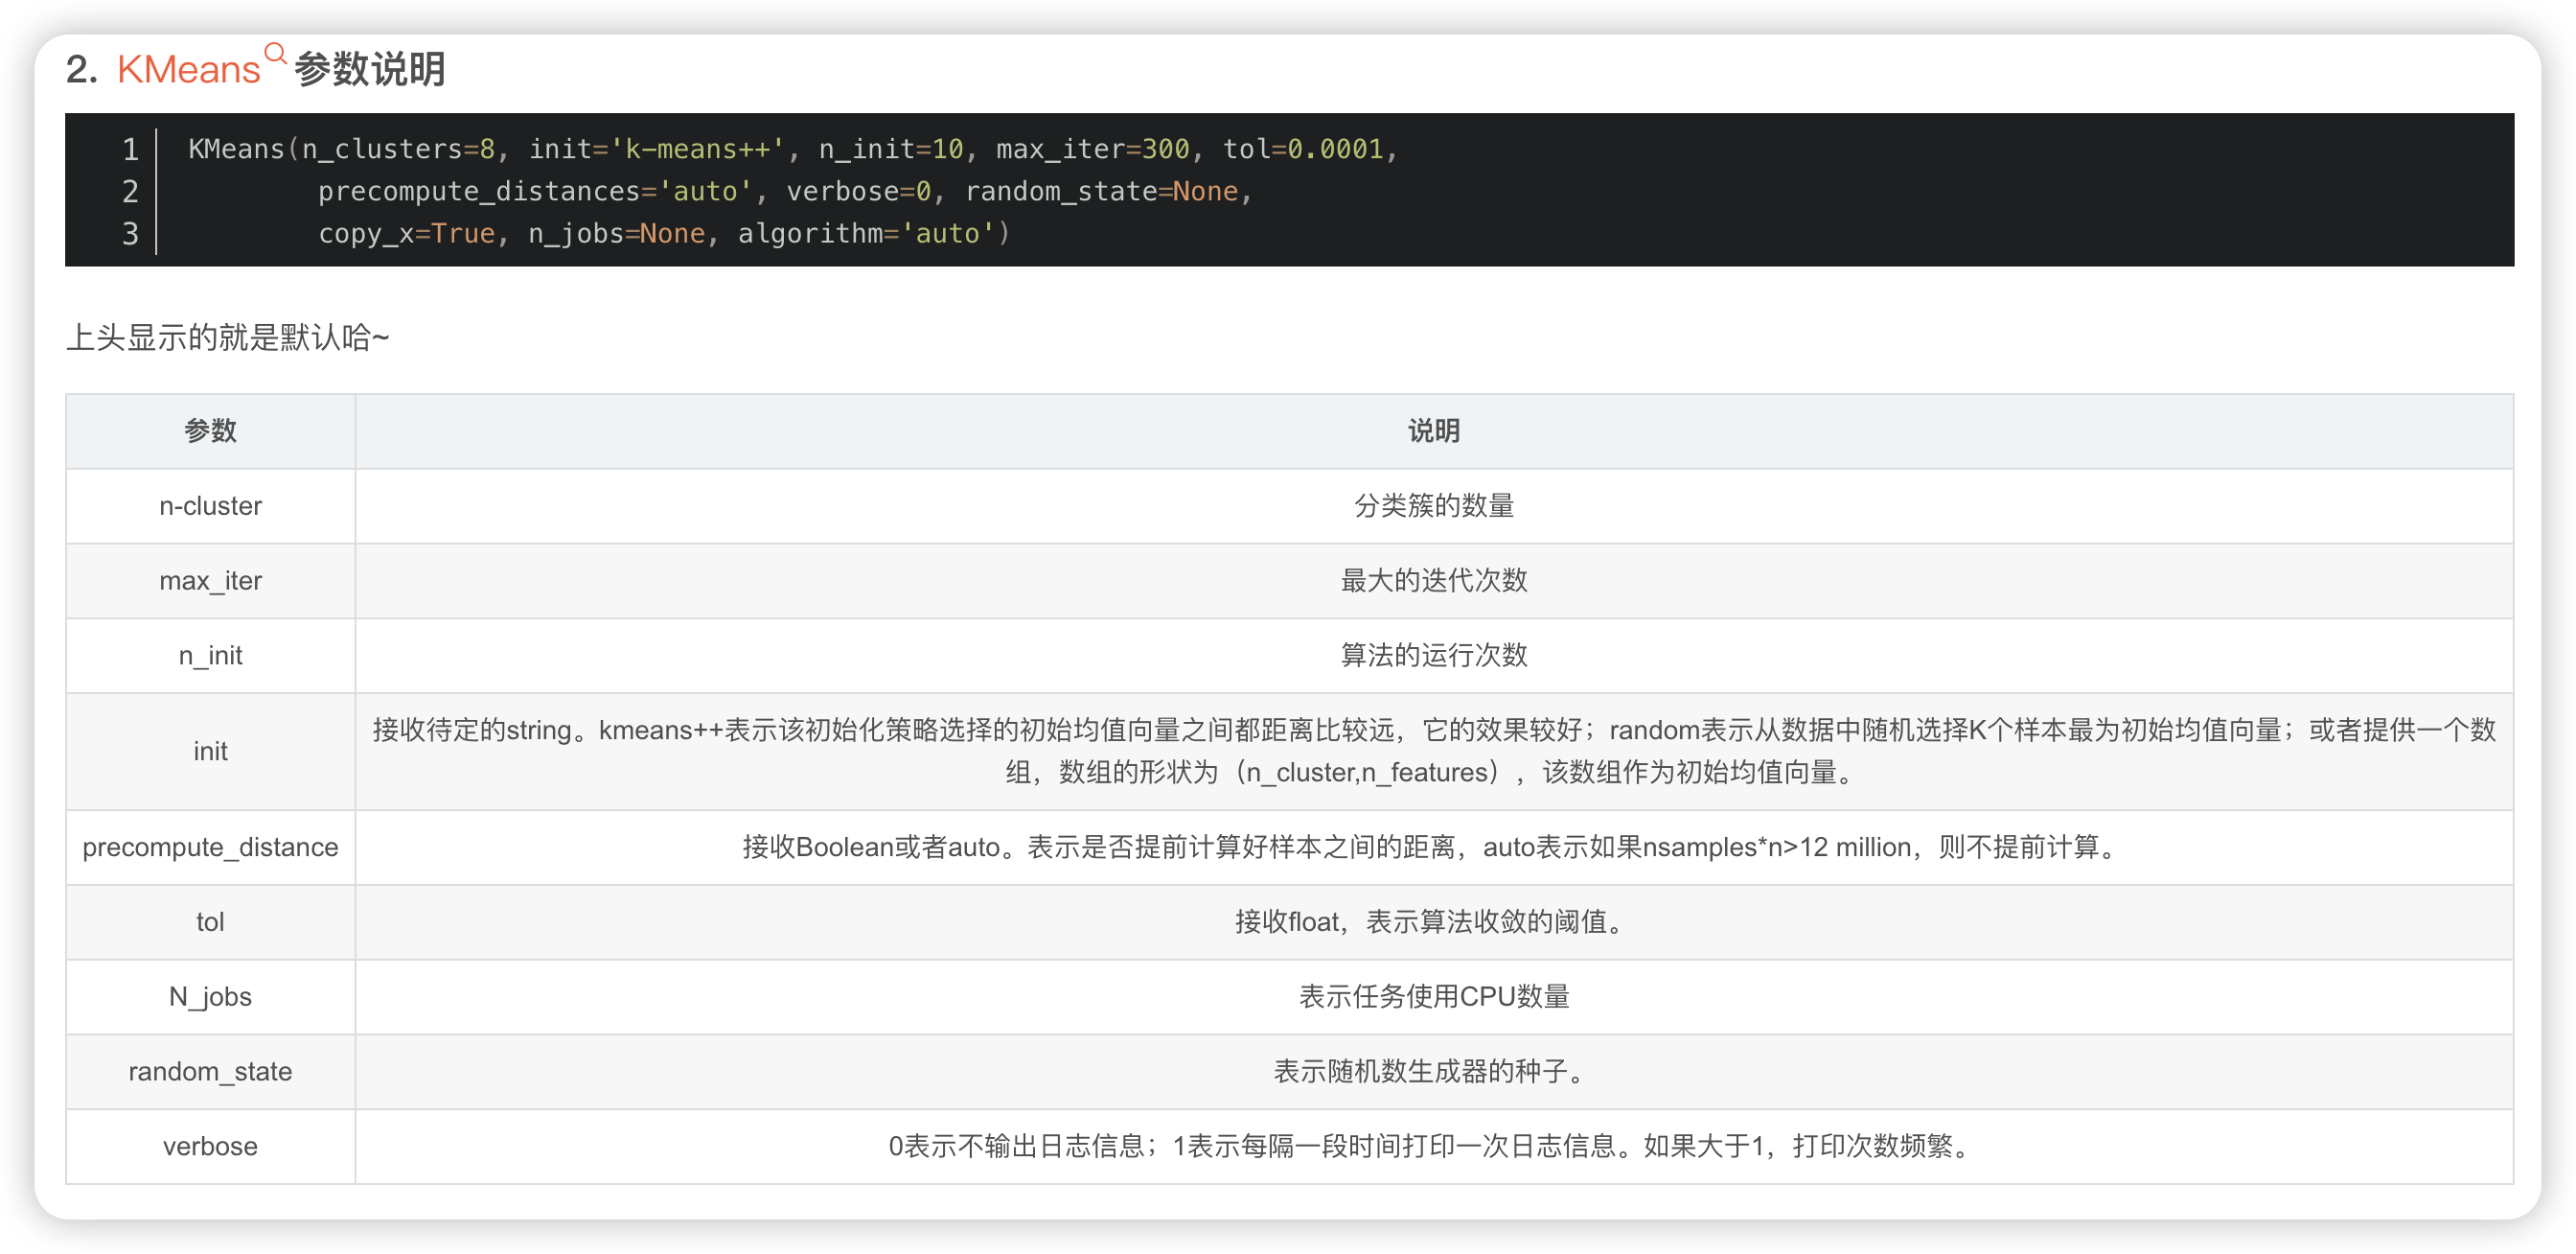 2. KMeans参数说明
1 KMeans(n_clusters=8, init='k-means++', n_init=10, max_iter=300, tol=0.0001,
2 precompute_distances='auto', verbose=0, random_state=None,
3 copy_x=True, n_jobs=None, algorithm='auto')
上头显示的就是默认哈~
参数 说明
n-cluster 分类簇的数量
max_iter 最大的迭代次数
n_init 算法的运行次数
init 接收待定的string。kmeans++表示该初始化策略选择的初始均值向量之间都距离比较远，它的效果较好；random表示从数据中随机选择K个样本最为初始均值向量；或者提供一个数
组，数组的形状为（n_cluster,n_features），该数组作为初始均值向量。
precompute_distance 接收Boolean或者auto。表示是否提前计算好样本之间的距离，auto表示如果nsamples*n>12 million，则不提前计算。
tol 接收float，表示算法收敛的阈值。
N_jobs 表示任务使用CPU数量
random_state 表示随机数生成器的种子。
verbose 0表示不输出日志信息；1表示每隔一段时间打印一次日志信息。如果大于1，打印次数频繁。